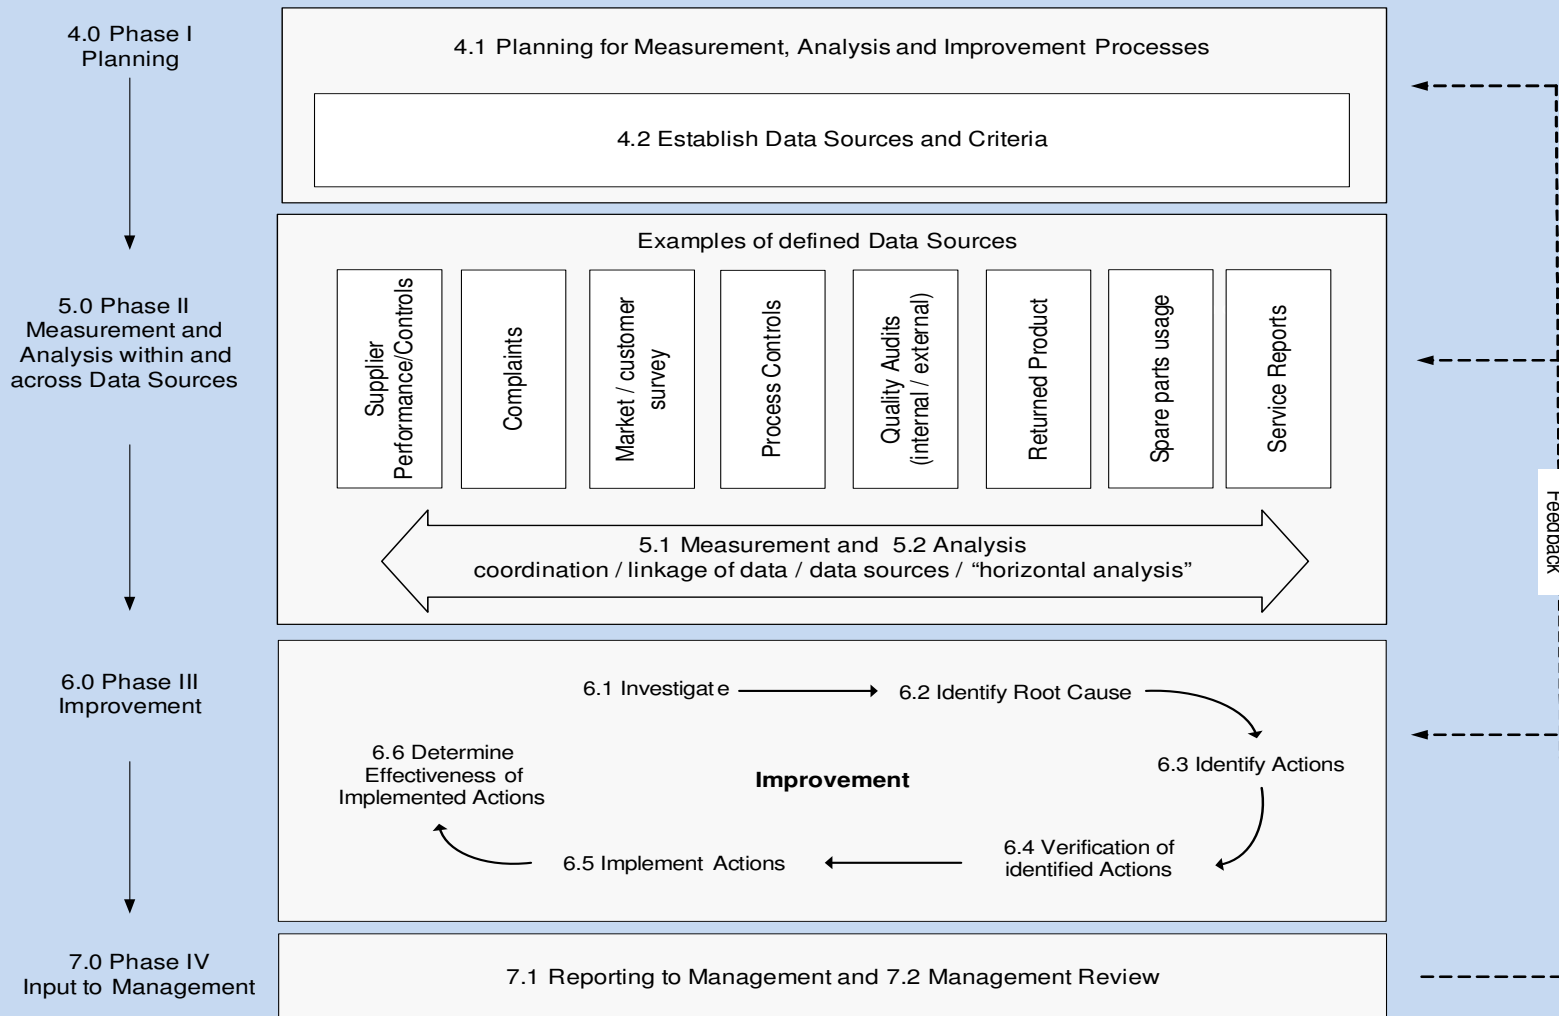 4.0 Phase I
Planning
4.1 Planning for Measurement, Analysis and Improvement Processes
4.2 Establish Data Sources and Criteria
5.0 Phase II
Measurement and
Analysis within and
across Data Sources
Examples of defined Data Sources
Supplier
Performance/Controls
Complaints
Market / customer
survey
Process Controls
Quality Audits
(internal / external)
Returned Product
Spare parts usage
Service Reports
5.1 Measurement and 5.2 Analysis
coordination / linkage of data / data sources / “horizontal analysis”
Feedback
6.0 Phase III
Improvement
6.1 Investigate
6.2 Identify Root Cause
6.3 Identify Actions
6.4 Verification of
identified Actions
6.5 Implement Actions
6.6 Determine
Effectiveness of
Implemented Actions
Improvement
7.0 Phase IV
Input to Management
7.1 Reporting to Management and 7.2 Management Review